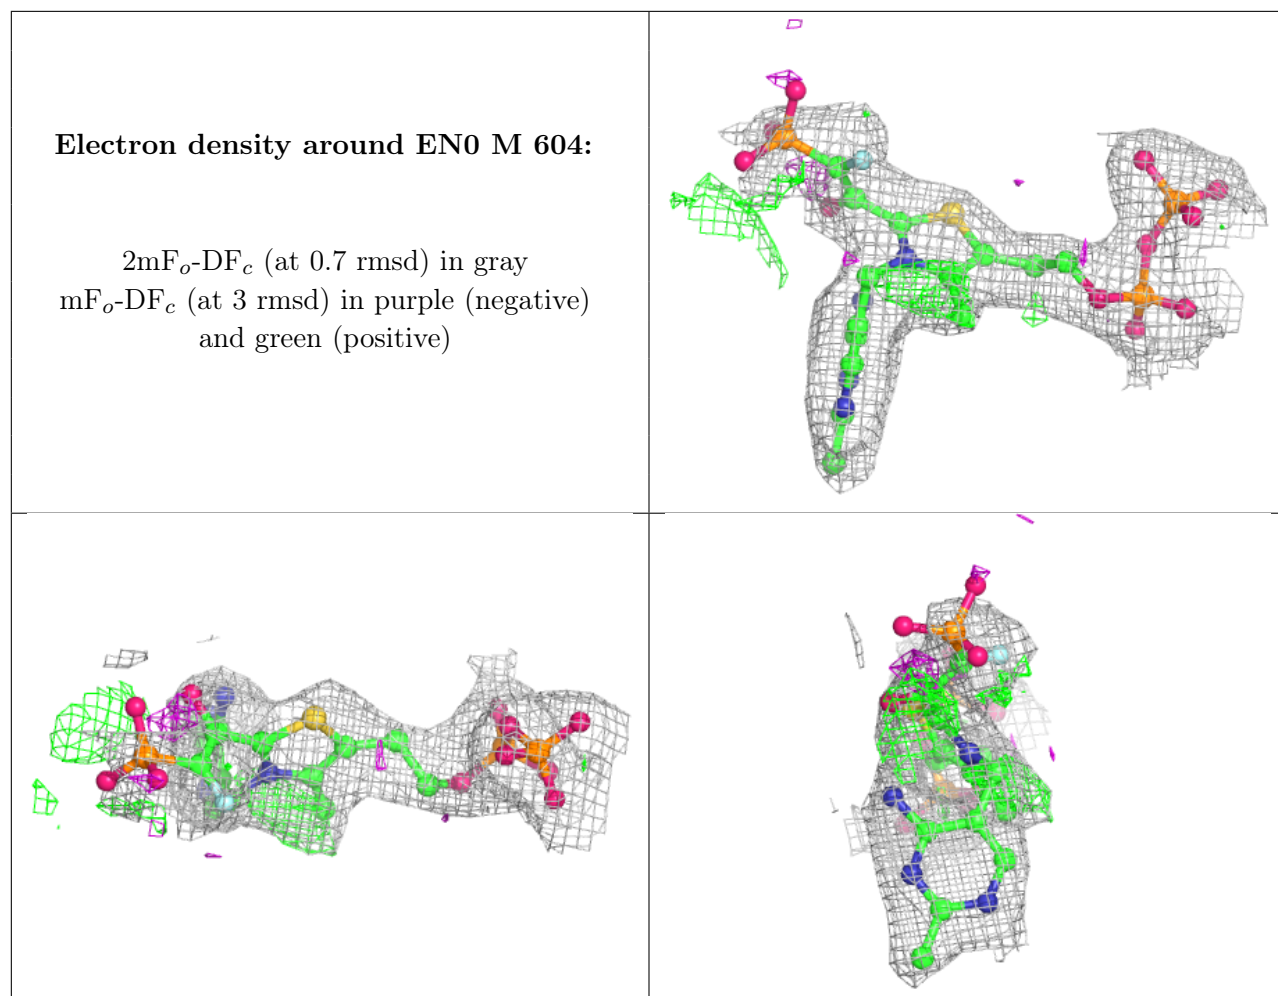 Electron density around EN0 M 604:
2mFo-DFc (at 0.7 rmsd) in gray
mFo-DFc (at 3 rmsd) in purple (negative)
and green (positive)